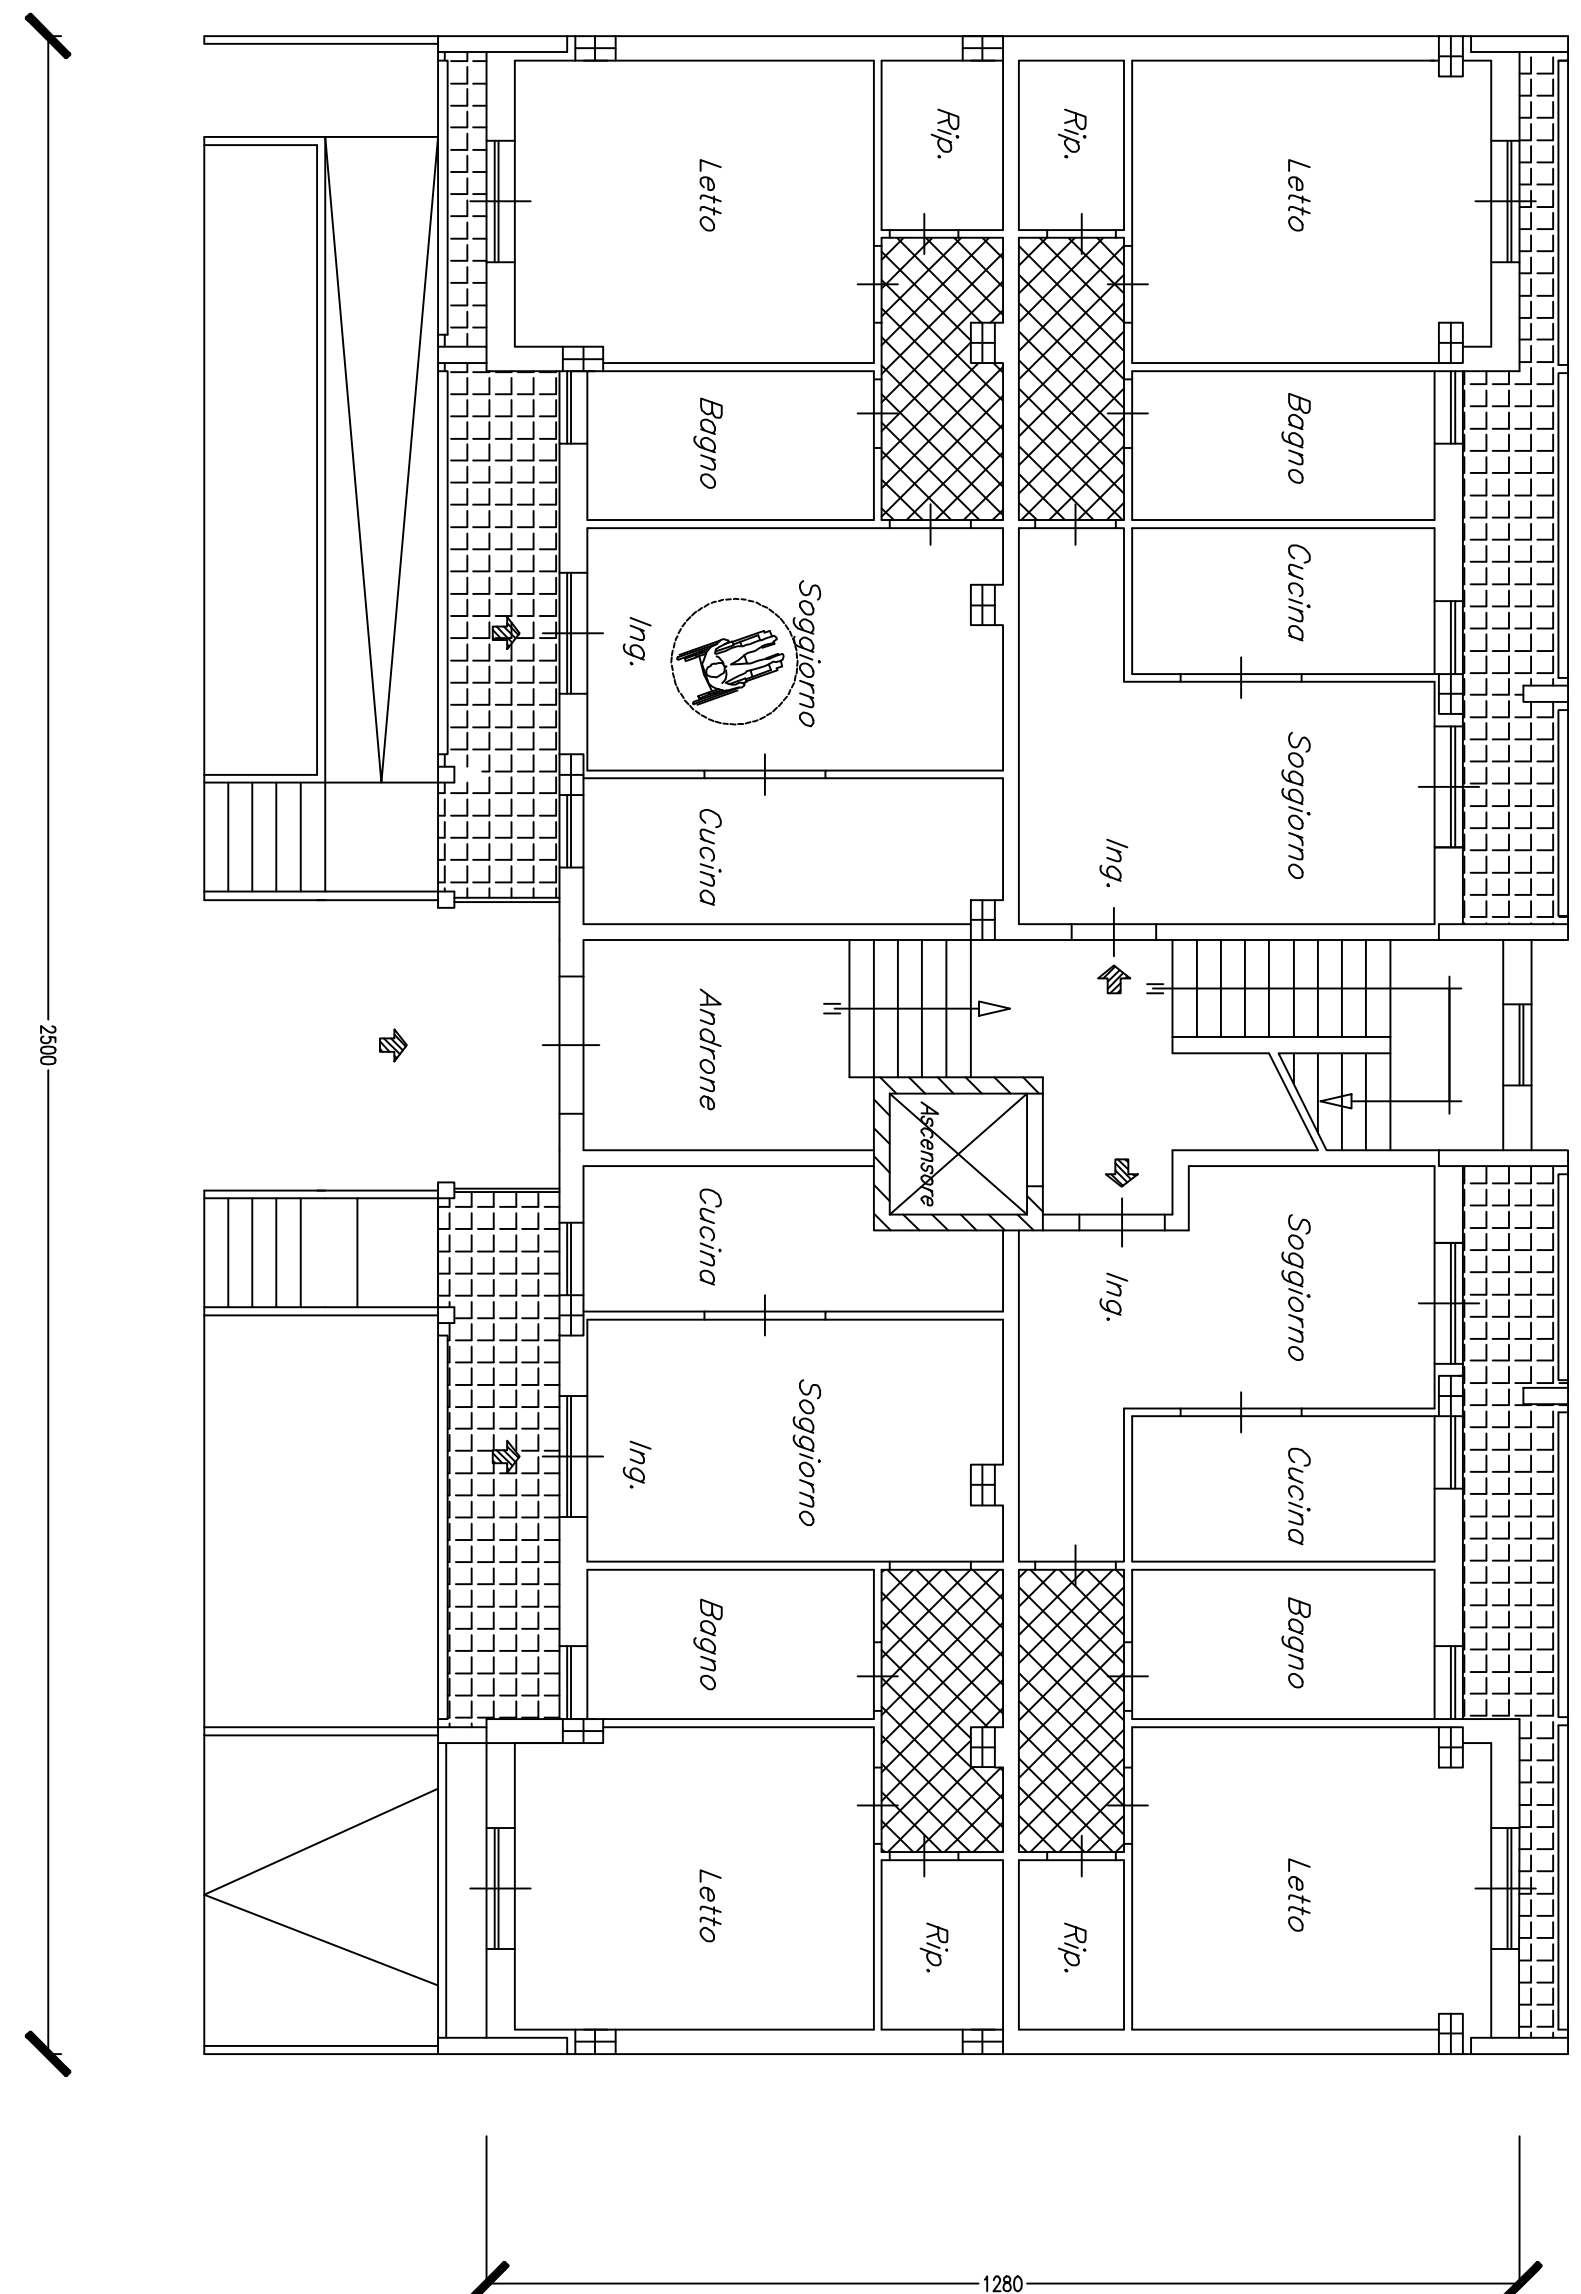 Letto
Bagno
Cucina
Soggiorno
Soggiorno
Cucina
Bagno
Letto
Ing.
Ing.
Rip.
Rip.
1280
Rip.
Ascensore
Rip.
Soggiorno
Soggiorno
Letto
Bagno
Cucina
Androne
Cucina
Bagno
Letto
Ing.
Ing.
2500